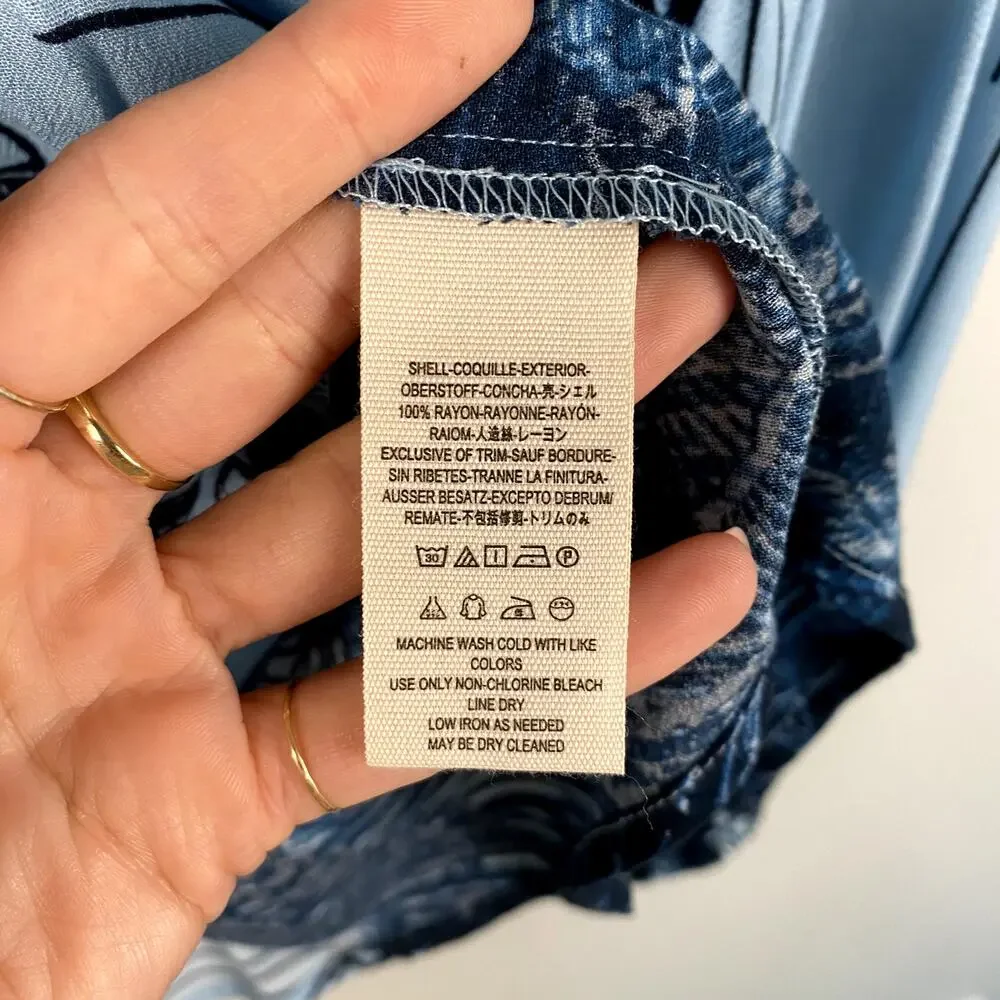 SHELL-COQUILLE-EXTERIOR-
OBERSTOFF-CONCHA-売-シェル
100% RAYON-RAYONNE-RAYÓN-
RAIOM-人造絲-レーヨン
EXCLUSIVE OF TRIM-SAUF BORDURE-
SIN RIBETES-TRANNE LA FINITURA-
AUSSER BESATZ-EXCEPTO DEBRUM/
REMATE-不包括修剪-トリムのみ
30 P
MACHINE WASH COLD WITH LIKE
COLORS
USE ONLY NON-CHLORINE BLEACH
LINE DRY
LOW IRON AS NEEDED
MAY BE DRY CLEANED